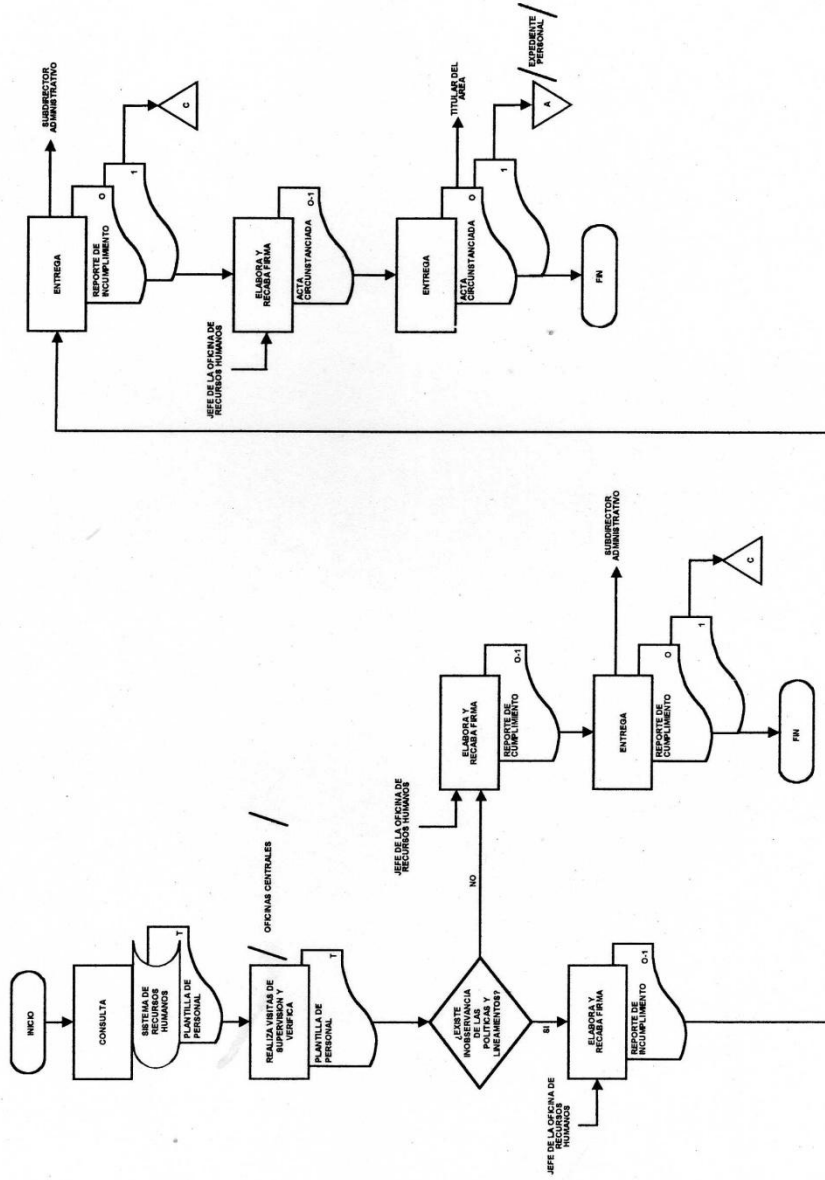 INICIO
CONSULTA
SISTEMA DE
RECURSOS
HUMANOS
T
PLANTILLA DE
PERSONAL
REALIZA VISITAS DE
SUPERVISION Y
VERIFICA
OFICINAS CENTRALES
T
PLANTILLA DE
PERSONAL
¿EXISTE
INOBSERVANCIA
DE LAS
POLITICAS Y
LINEAMIENTOS?
NO
SI
JEFE DE LA OFICINA DE
RECURSOS
HUMANOS
ELABORA Y
RECABA FIRMA
O-1
REPORTE DE
INCUMPLIMIENTO
JEFE DE LA OFICINA DE
RECURSOS HUMANOS
ELABORA Y
RECABA FIRMA
O-1
REPORTE DE
CUMPLIMIENTO
ENTREGA
SUBDIRECTOR
ADMINISTRATIVO
O
REPORTE DE
CUMPLIMIENTO
1
C
FIN
ENTREGA
SUBDIRECTOR
ADMINISTRATIVO
O
REPORTE DE
INCUMPLIMIENTO
1
C
JEFE DE LA OFICINA DE
RECURSOS HUMANOS
ELABORA Y
RECABA FIRMA
O-1
ACTA
CIRCUNSTANCIADA
ENTREGA
TITULAR DEL
AREA
O
ACTA
CIRCUNSTANCIADA
1
A
EXPEDIENTE
PERSONAL
FIN